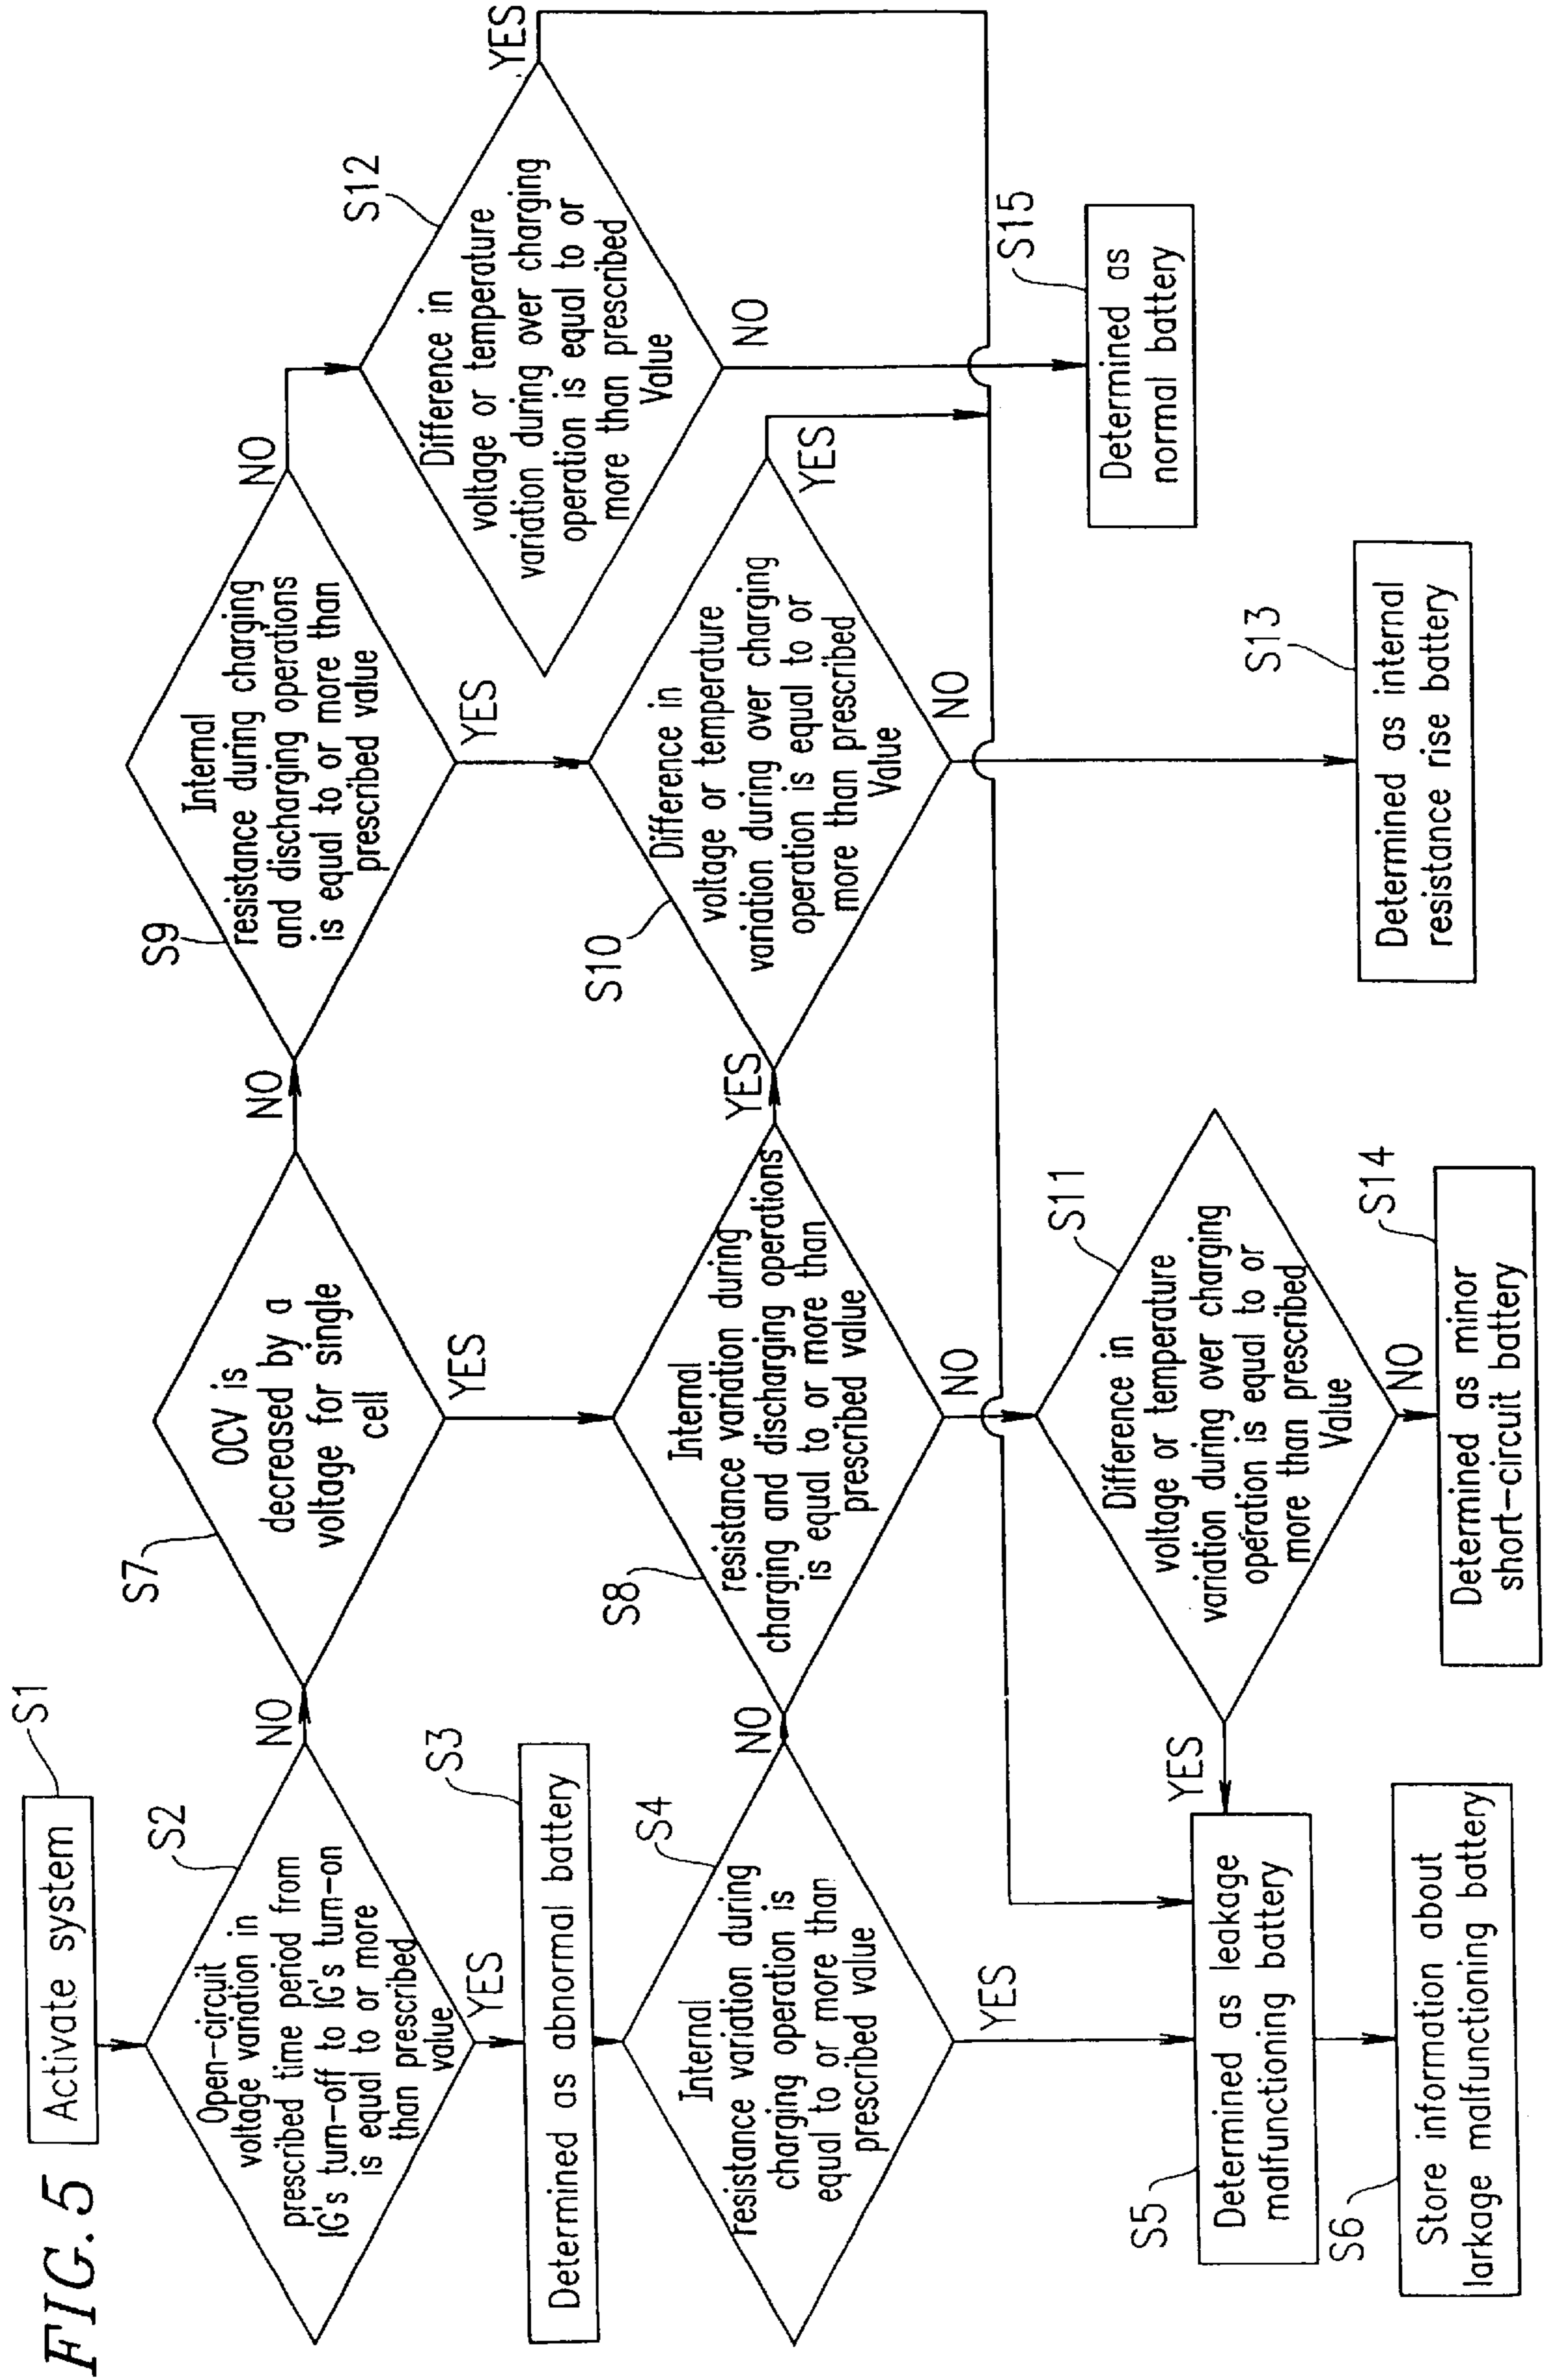 FIG. 5
S1
Activate system
S2
Open-circuit
voltage variation in
prescribed time period from
IG's turn-off to IG's turn-on
is equal to or more
than prescribed
value
NO
YES
S3
Determined as abnormal battery
S4
Internal
resistance variation during
charging operation is
equal to or more than
prescribed value
NO
YES
S5
Determined as leakage
malfunctioning battery
S6
Store information about
larkage malfunctioning battery
S7
OCV is
decreased by a
voltage for single
cell
NO
YES
S8
Internal
resistance variation during
charging and discharging operations
is equal to or more than
prescribed value
YES
NO
S11
Difference in
voltage or temperature
variation during over charging
operation is equal to or
more than prescribed
Value
YES
NO
S14
Determined as minor
short-circuit battery
S9
Internal
resistance during charging
and discharging operations
is equal to or more than
prescribed value
NO
YES
S10
Difference in
voltage or temperature
variation during over charging
operation is equal to or
more than prescribed
Value
YES
NO
S13
Determined as internal
resistance rise battery
S12
Difference in
voltage or temperature
variation during over charging
operation is equal to or
more than prescribed
Value
YES
NO
S15
Determined as
normal battery